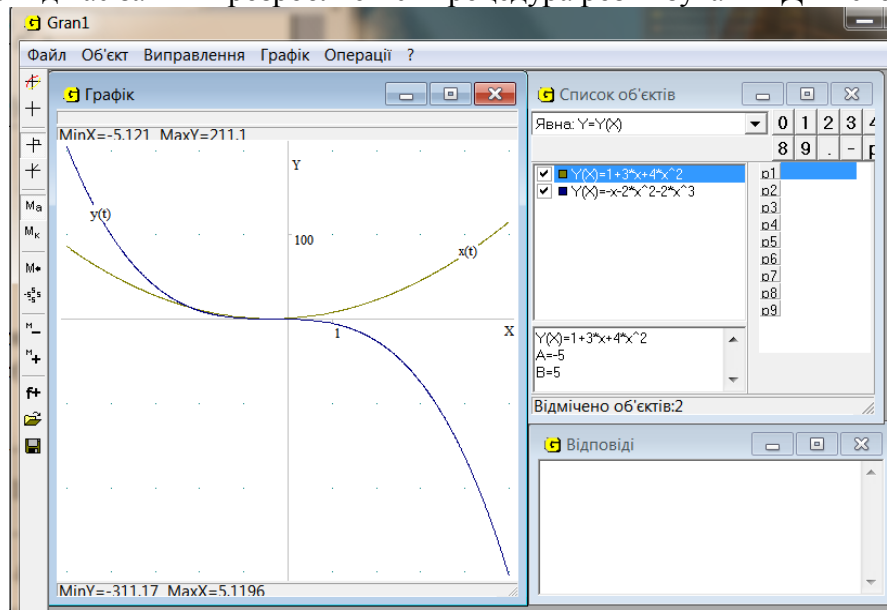 Gran1
Файл Об'єкт Виправлення Графік Операції ?
Графік
MinX=-5.121 MaxY=211.1
Y
y(t)
100
x(t)
1
X
MinY=-311.17 MaxX=5.1196
Список об'єктів
Явна: Y=Y(X)
0 1 2 3 4
8 9 . -
Y(X)=1+3*x+4*x^2
Y(X)=-x-2*x^2-2*x^3
p1
p2
p3
p4
p5
p6
p7
p8
p9
Y(X)=1+3*x+4*x^2
A=-5
B=5
Відмічено об'єктів:2
Відповіді
Ma
Mк
M
M
M
f+